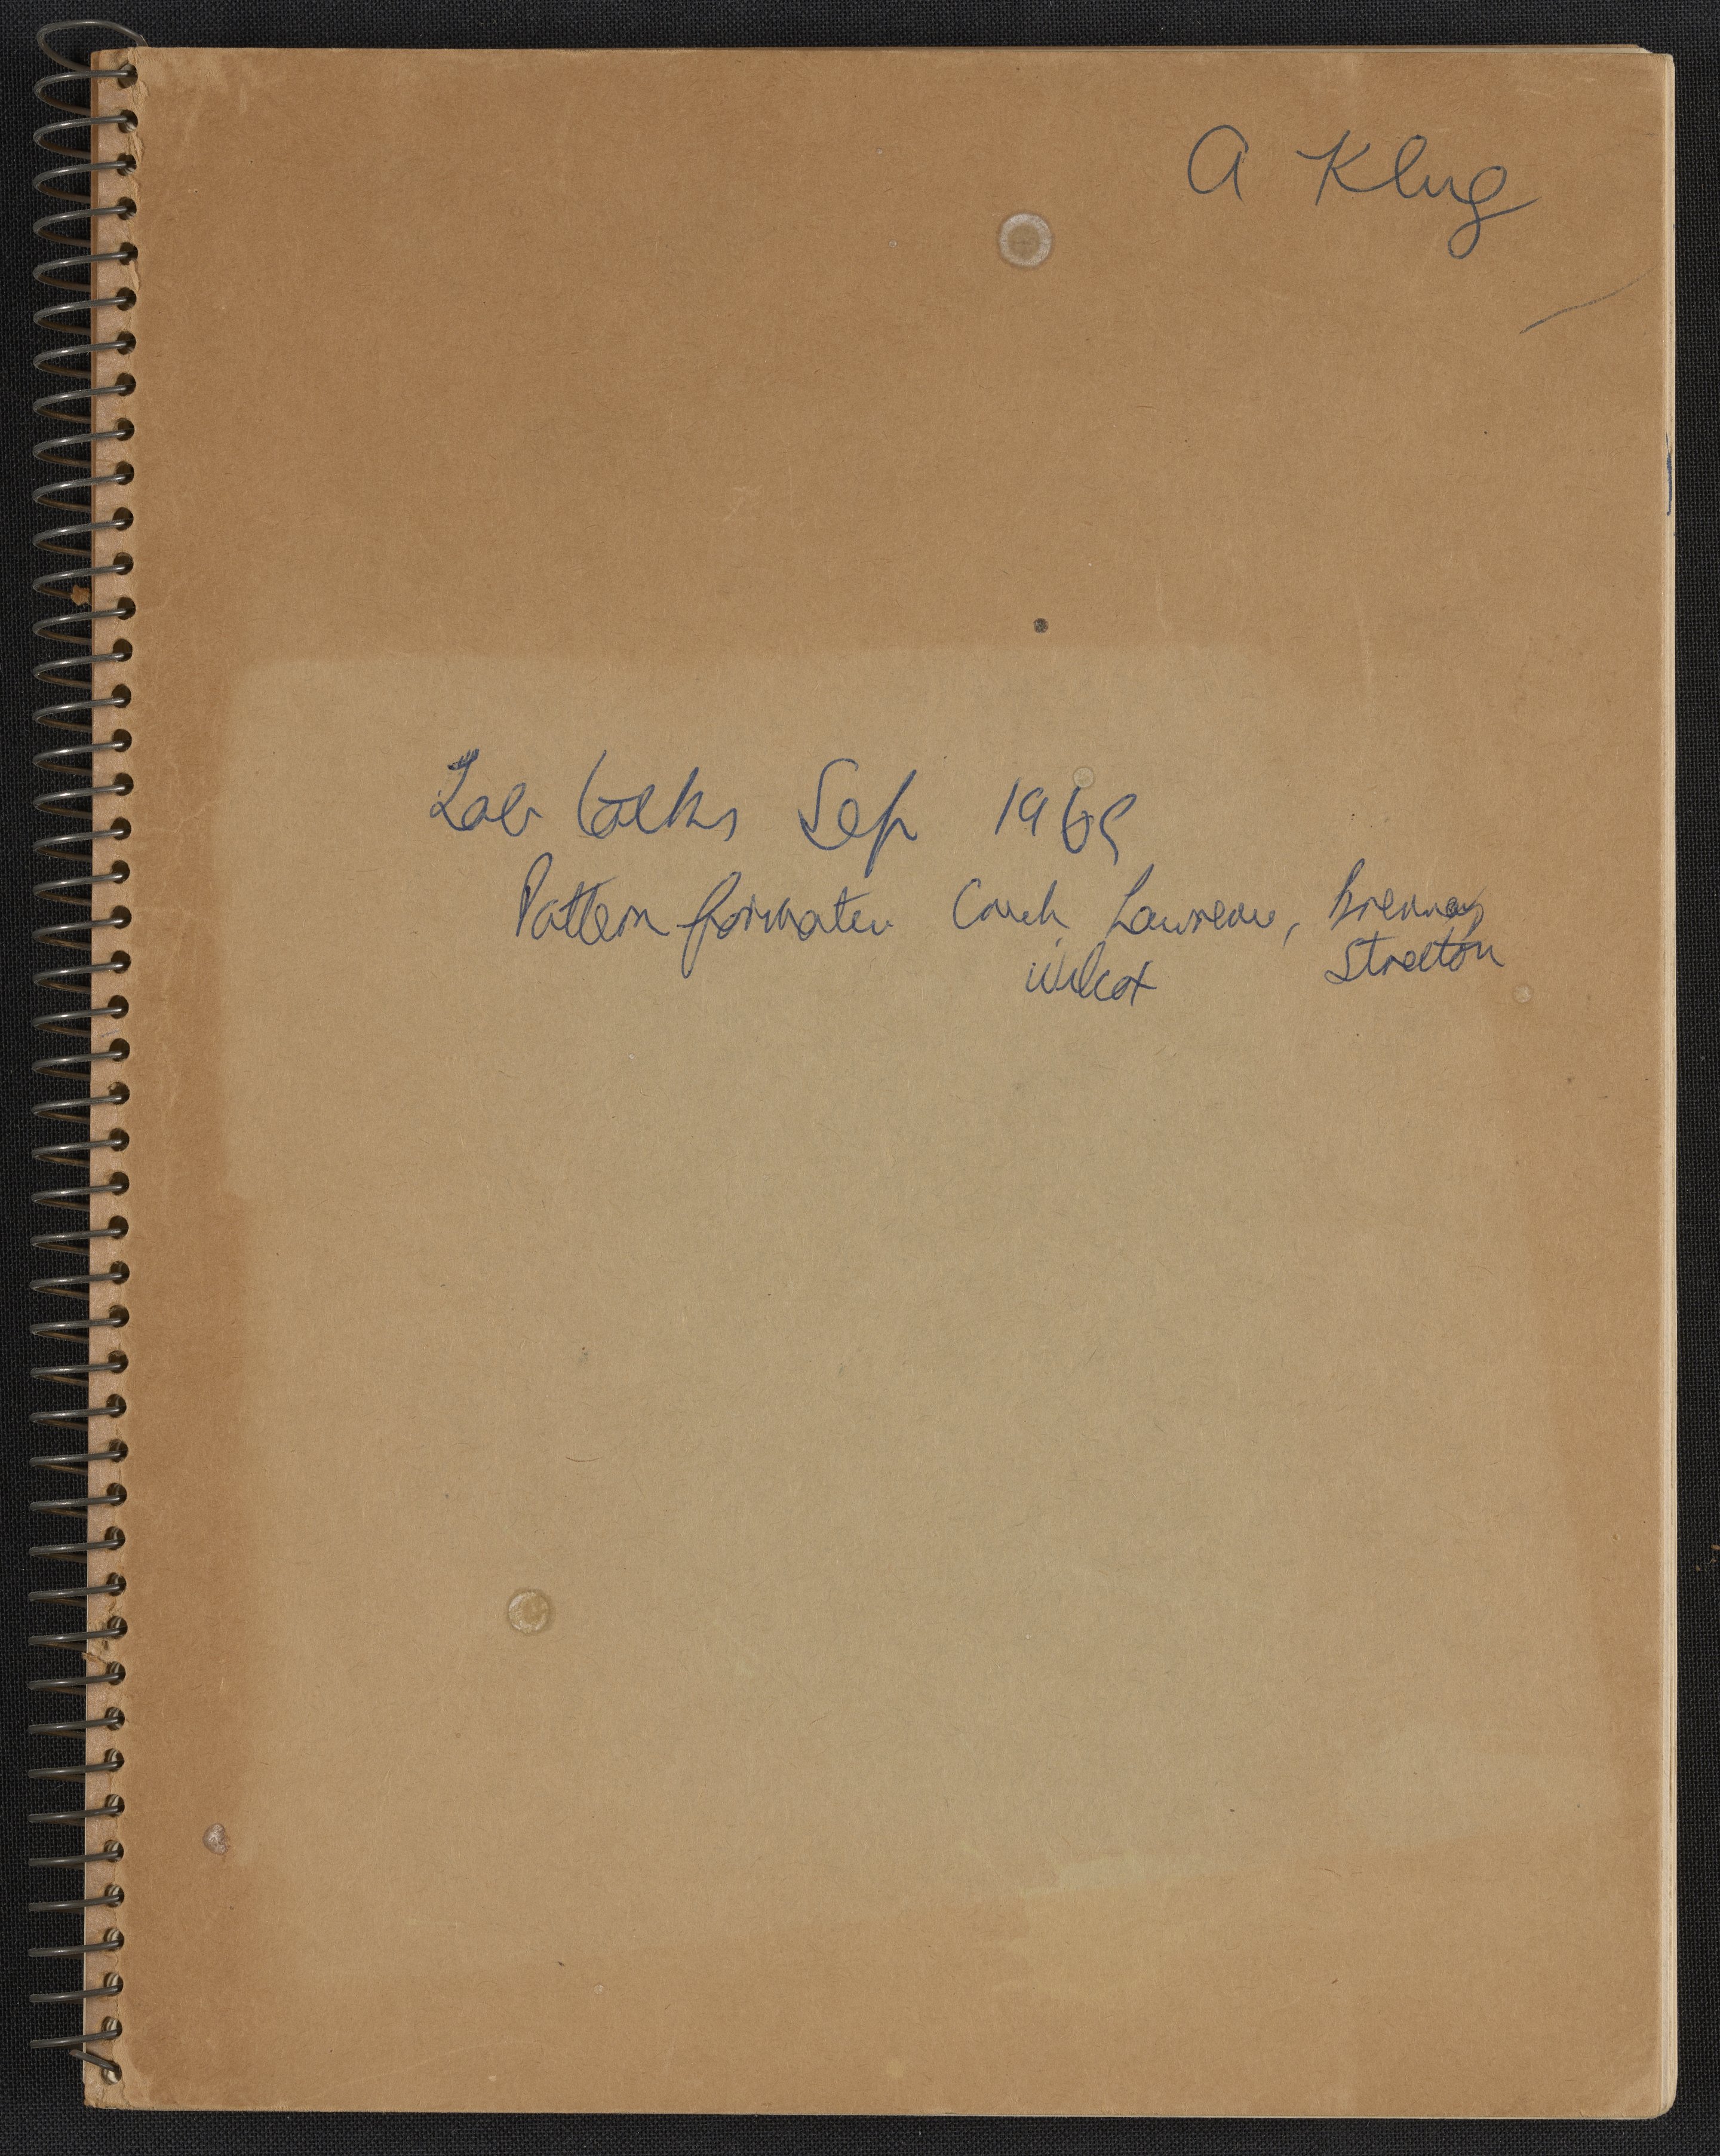 A Klug
Lab talks Sep 1969
Pattern formation Crick, Lawrence, Brenner,
Wilcox Stretton